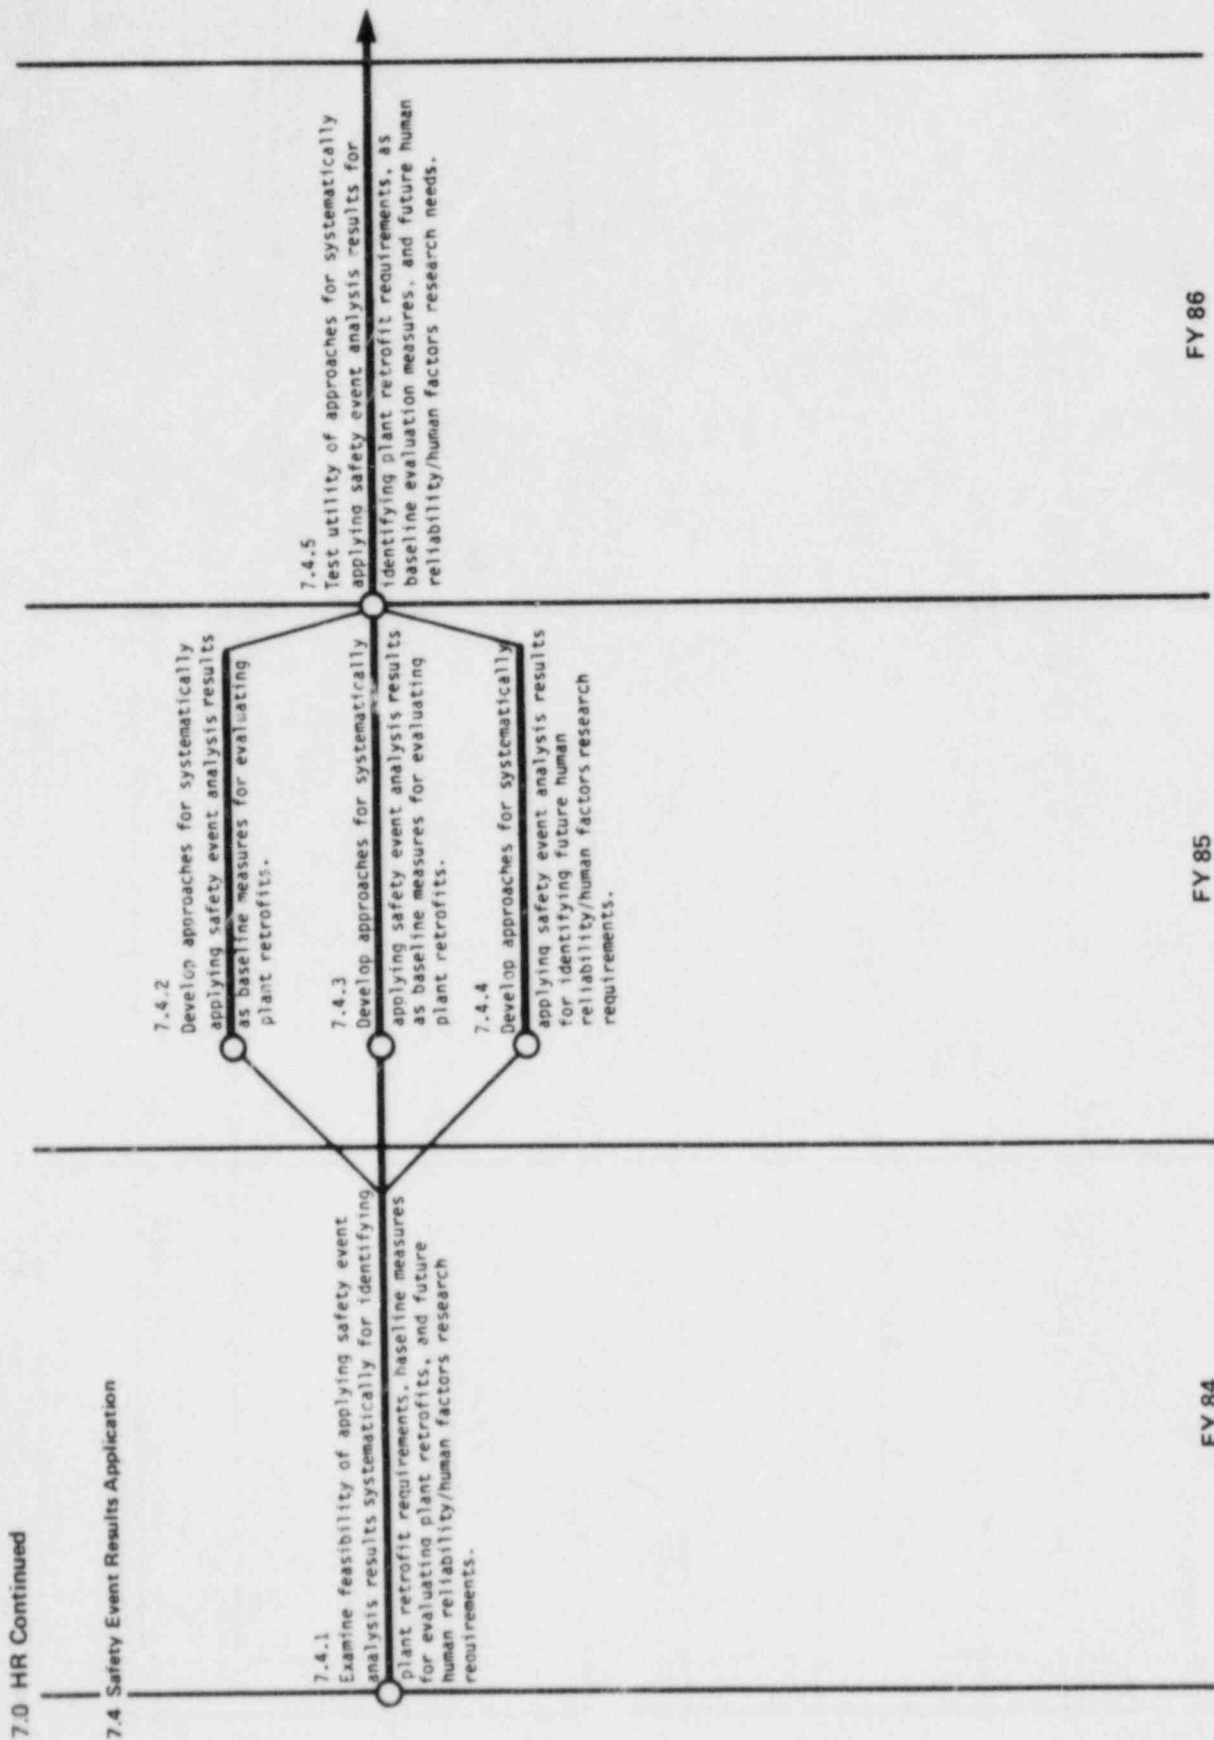 7.0 HR Continued
7.4 Safety Event Results Application
7.4.1
Examine feasibility of applying safety event
analysis results systematically for identifying
plant retrofit requirements, baseline measures
for evaluating plant retrofits, and future
human reliability/human factors research
requirements.
7.4.2
Develop approaches for systematically
applying safety event analysis results
as baseline measures for evaluating
plant retrofits.
7.4.3
Develop approaches for systematically
applying safety event analysis results
as baseline measures for evaluating
plant retrofits.
7.4.4
Develop approaches for systematically
applying safety event analysis results
for identifying future human
reliability/human factors research
requirements.
7.4.5
Test utility of approaches for systematically
applying safety event analysis results for
identifying plant retrofit requirements, as
baseline evaluation measures, and future human
reliability/human factors research needs.
FY 84
FY 85
FY 86